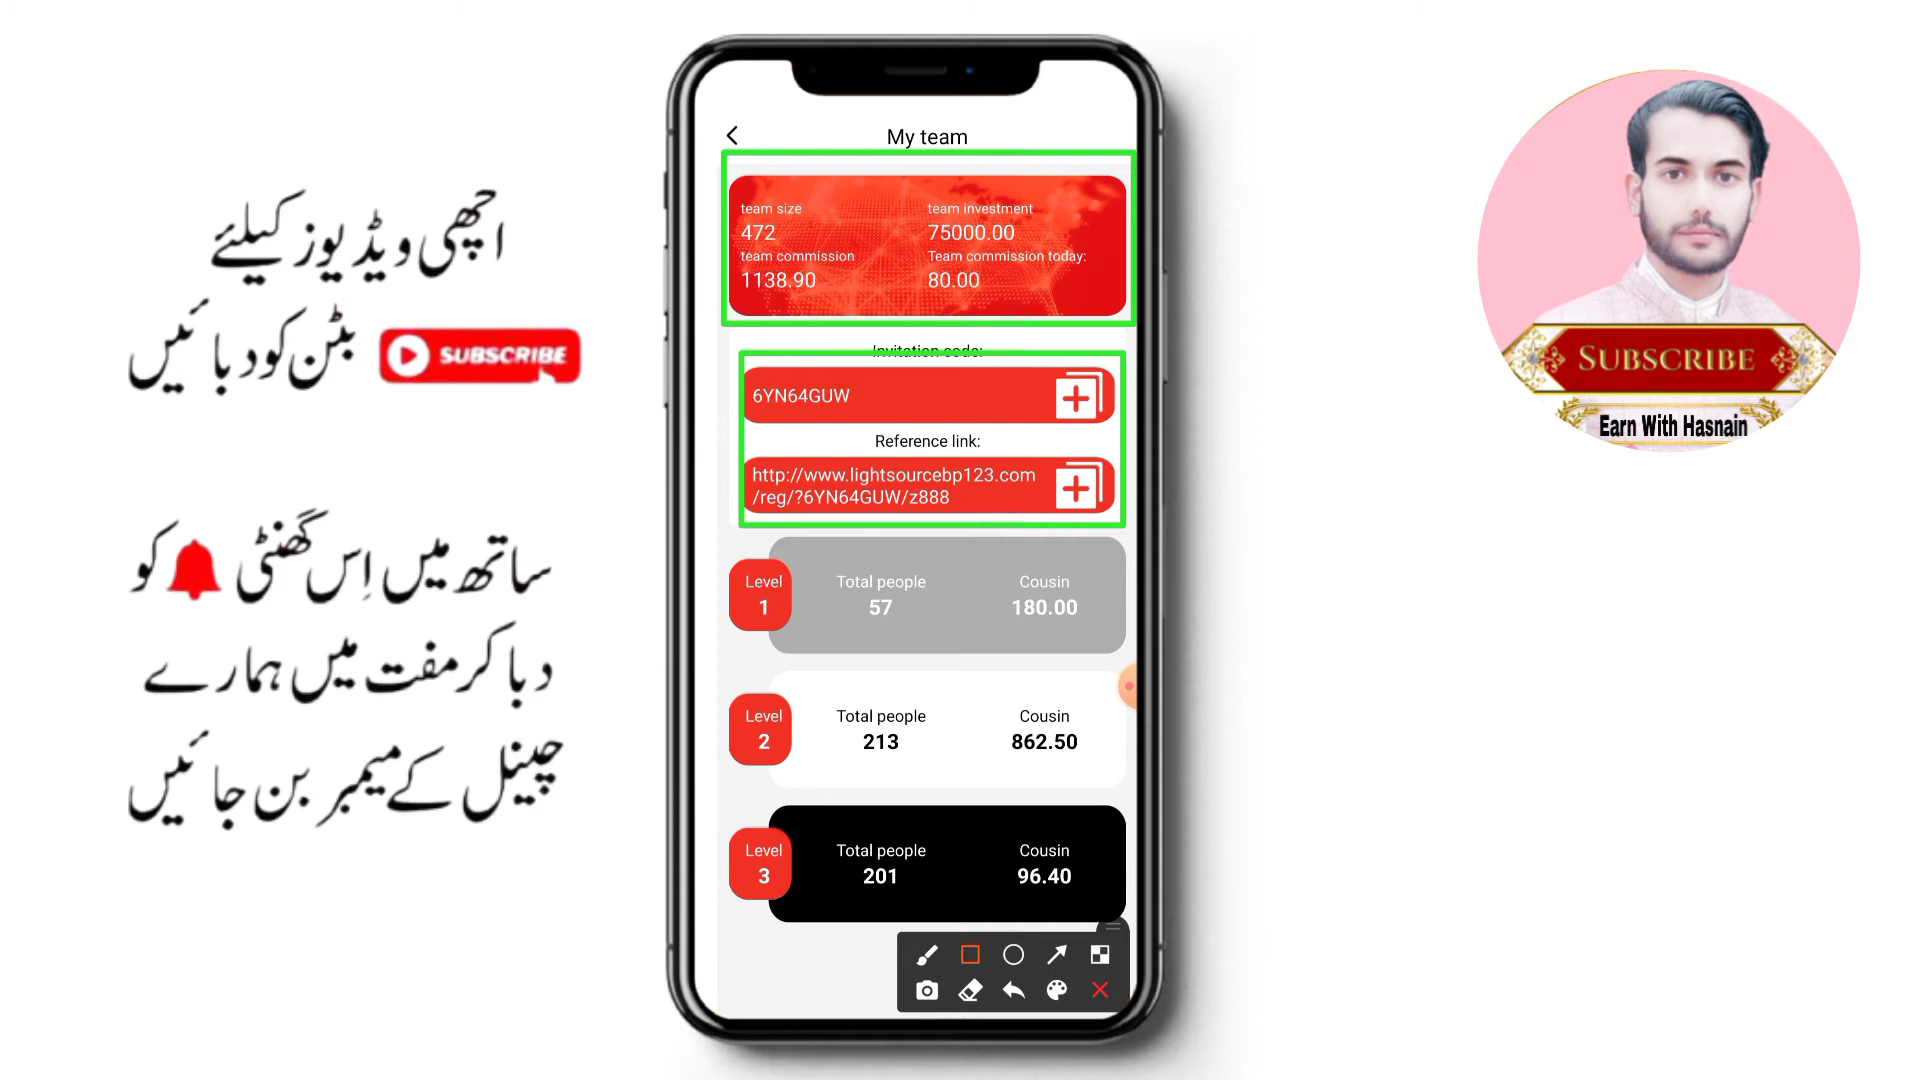 اچھی ویڈیوز کیلئے
بٹن کو دبائیں
SUBSCRIBE
ساتھ میں اِس گھنٹی کو
دبا کر مفت میں ہمارے
چینل کے میمبر بن جائیں
My team
team size
472
team investment
75000.00
team commission
1138.90
Team commission today:
80.00
Invitation code:
6YN64GUW
Reference link:
http://www.lightsourcebp123.com
/reg/?6YN64GUW/z888
Level
1
Total people
57
Cousin
180.00
Level
2
Total people
213
Cousin
862.50
Level
3
Total people
201
Cousin
96.40
SUBSCRIBE
Earn With Hasnain